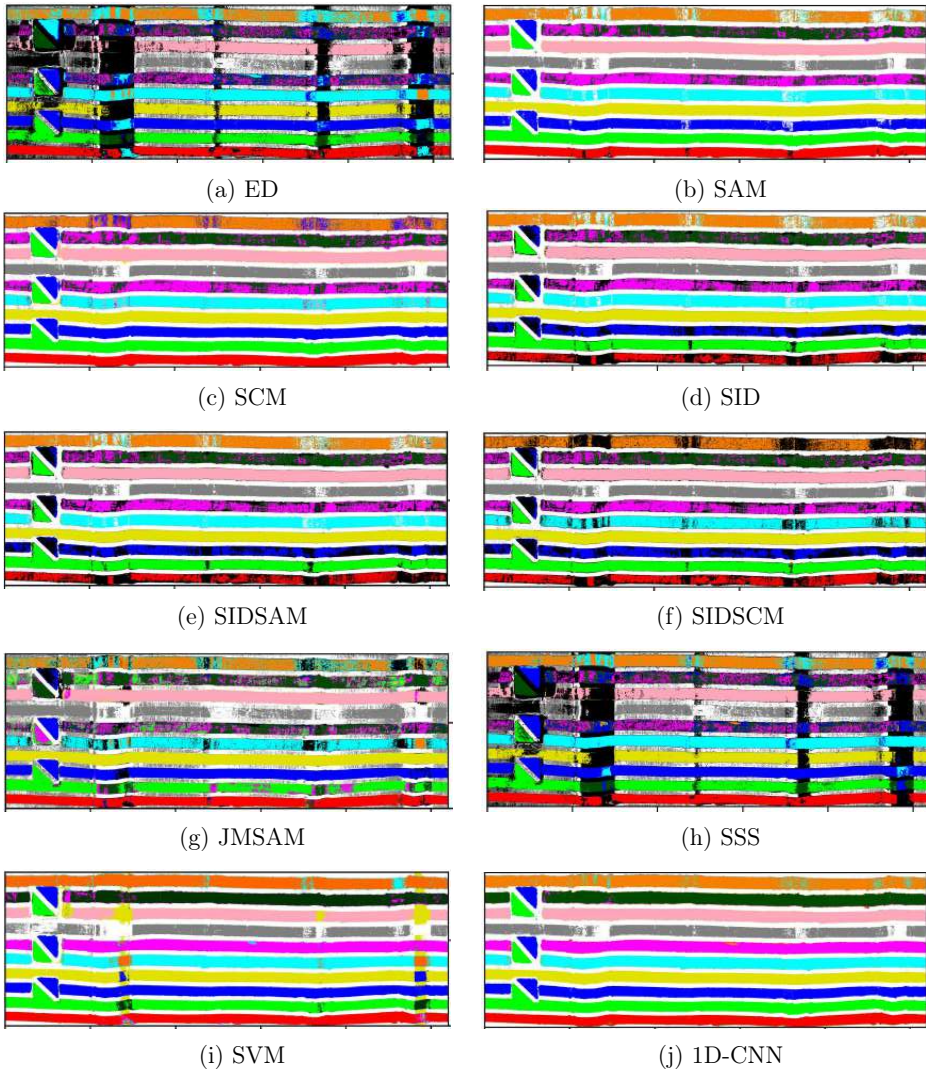 (a) ED
(b) SAM
(c) SCM
(d) SID
(e) SIDSAM
(f) SIDSCM
(g) JMSAM
(h) SSS
(i) SVM
(j) 1D-CNN